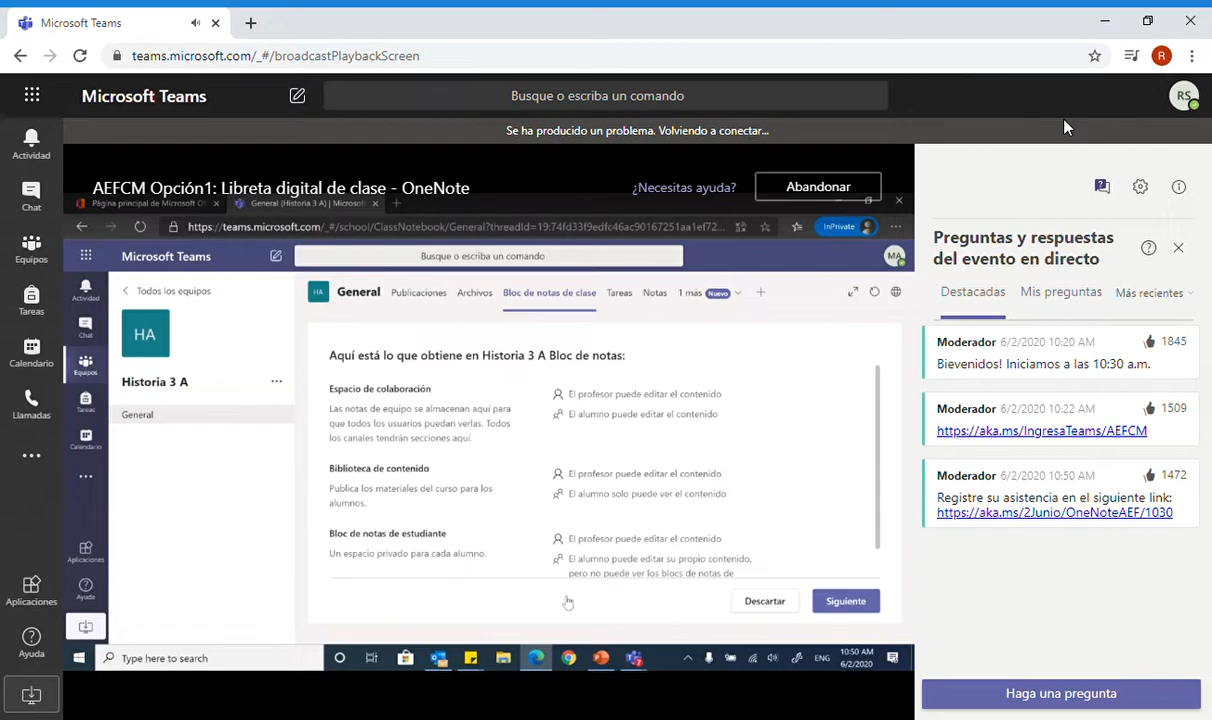 Microsoft Teams
teams.microsoft.com/_#/broadcastPlaybackScreen
R
Microsoft Teams
Busque o escriba un comando
RS
Se ha producido un problema. Volviendo a conectar...
Actividad
Chat
Equipos
Tareas
Calendario
Llamadas
Aplicaciones
Ayuda
AEFCM Opción1: Libreta digital de clase - OneNote
¿Necesitas ayuda?
Abandonar
Página principal de Microsoft O
General (Historia 3 A) | Microsoft
https://teams.microsoft.com/_#/school/ClassNotebook/General?threadId=19:74fd33f9edfc46ac90167251aa1ef72...
InPrivate
Microsoft Teams
Busque o escriba un comando
MA
Actividad
Chat
Equipos
Tareas
Calendario
Aplicaciones
Ayuda
Todos los equipos
HA
Historia 3 A
General
HA
General
Publicaciones
Archivos
Bloc de notas de clase
Tareas
Notas
1 más
Nuevo
Aquí está lo que obtiene en Historia 3 A Bloc de notas:
Espacio de colaboración
Las notas de equipo se almacenan aquí para
que todos los usuarios puedan verlas. Todos
los canales tendrán secciones aquí.
El profesor puede editar el contenido
El alumno puede editar el contenido
Biblioteca de contenido
Publica los materiales del curso para los
alumnos.
El profesor puede editar el contenido
El alumno solo puede ver el contenido
Bloc de notas de estudiante
Un espacio privado para cada alumno.
El profesor puede editar el contenido
El alumno puede editar su propio contenido,
pero no puede ver los blocs de notas de
Descartar
Siguiente
Type here to search
ENG
10:50 AM
6/2/2020
Preguntas y respuestas
del evento en directo
Destacadas
Mis preguntas
Más recientes
Moderador 6/2/2020 10:20 AM 1845
Bievenidos! Iniciamos a las 10:30 a.m.
Moderador 6/2/2020 10:22 AM 1509
https://aka.ms/IngresaTeams/AEFCM
Moderador 6/2/2020 10:50 AM 1472
Registre su asistencia en el siguiente link:
https://aka.ms/2Junio/OneNoteAEF/1030
Haga una pregunta